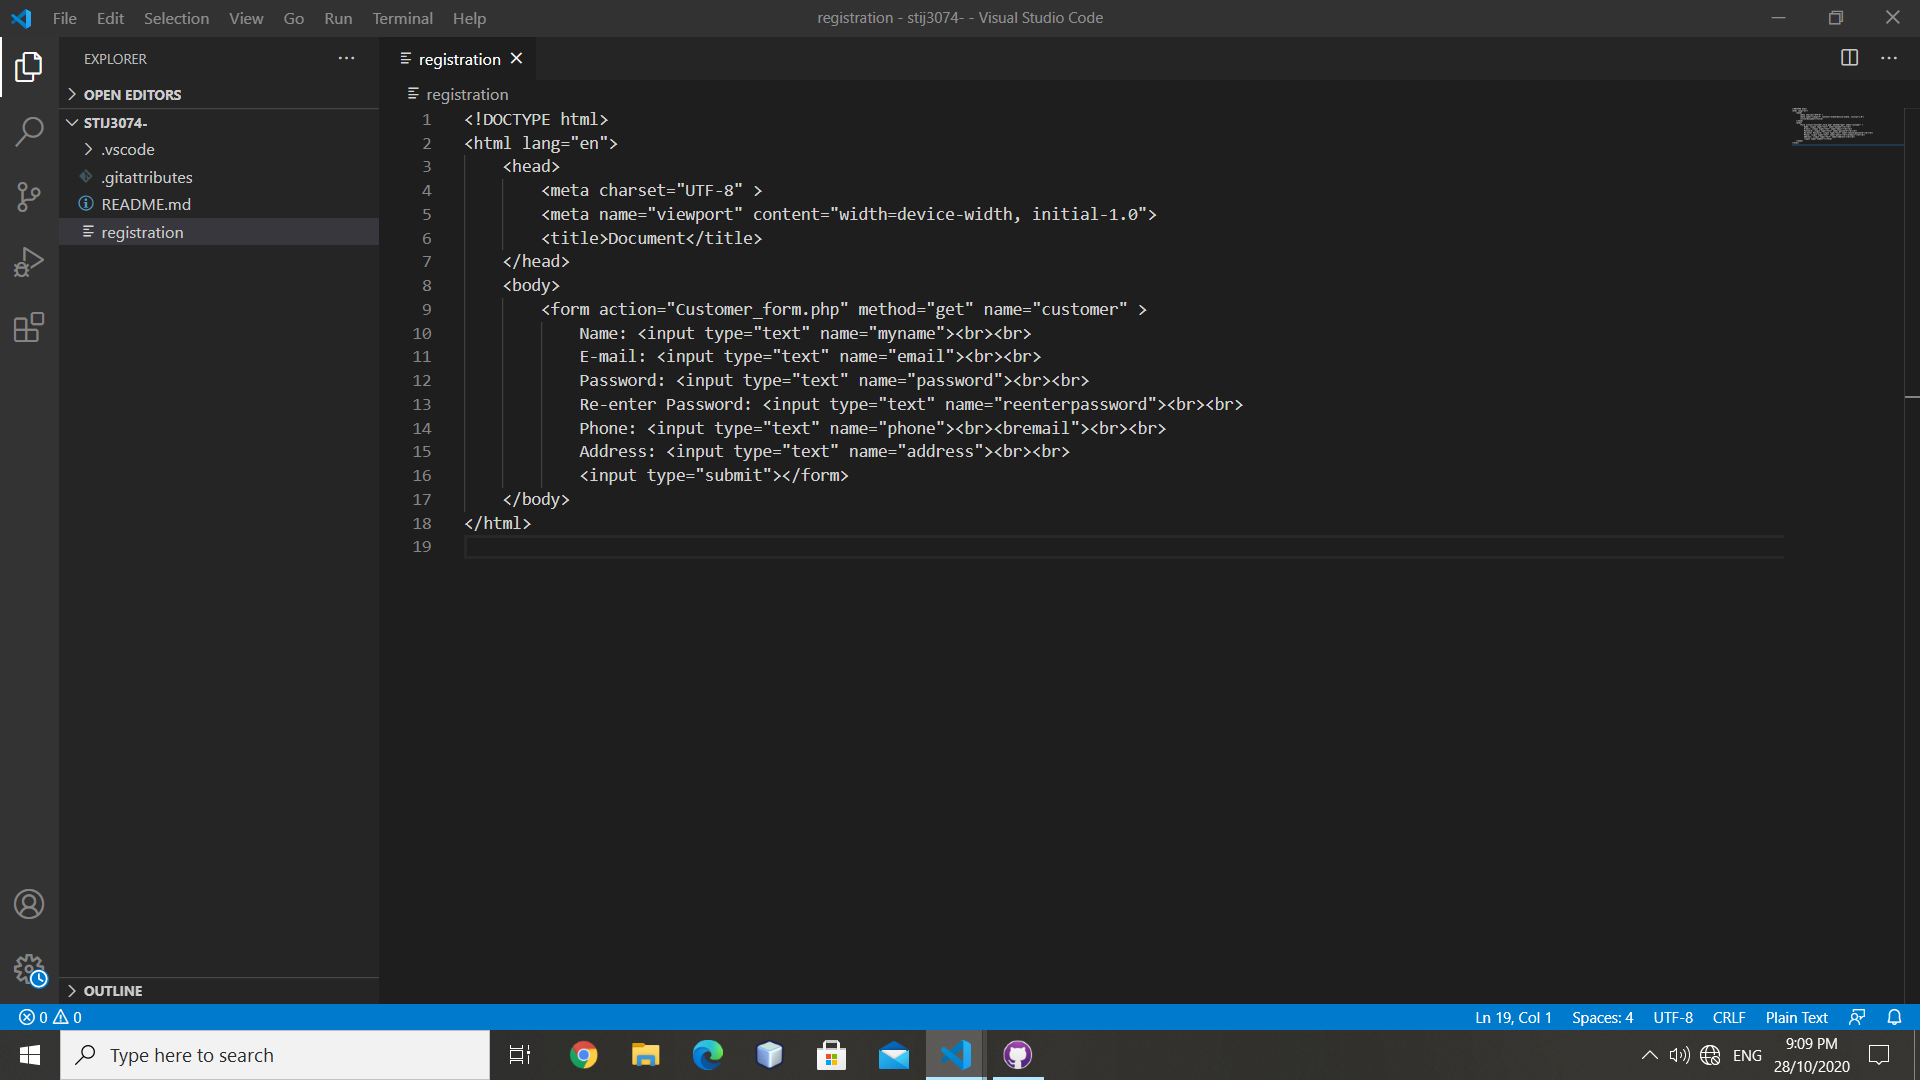 File Edit Selection View Go Run Terminal Help
registration - stij3074- - Visual Studio Code
EXPLORER
OPEN EDITORS
STIJ3074-
.vscode
.gitattributes
README.md
registration
OUTLINE
registration
registration
1 <!DOCTYPE html>
2 <html lang="en">
3 <head>
4 <meta charset="UTF-8" >
5 <meta name="viewport" content="width=device-width, initial-1.0">
6 <title>Document</title>
7 </head>
8 <body>
9 <form action="Customer_form.php" method="get" name="customer" >
10 Name: <input type="text" name="myname"><br><br>
11 E-mail: <input type="text" name="email"><br><br>
12 Password: <input type="text" name="password"><br><br>
13 Re-enter Password: <input type="text" name="reenterpassword"><br><br>
14 Phone: <input type="text" name="phone"><br><bremail"><br><br>
15 Address: <input type="text" name="address"><br><br>
16 <input type="submit"></form>
17 </body>
18 </html>
19
0 0
Ln 19, Col 1 Spaces: 4 UTF-8 CRLF Plain Text
Type here to search
ENG
9:09 PM
28/10/2020